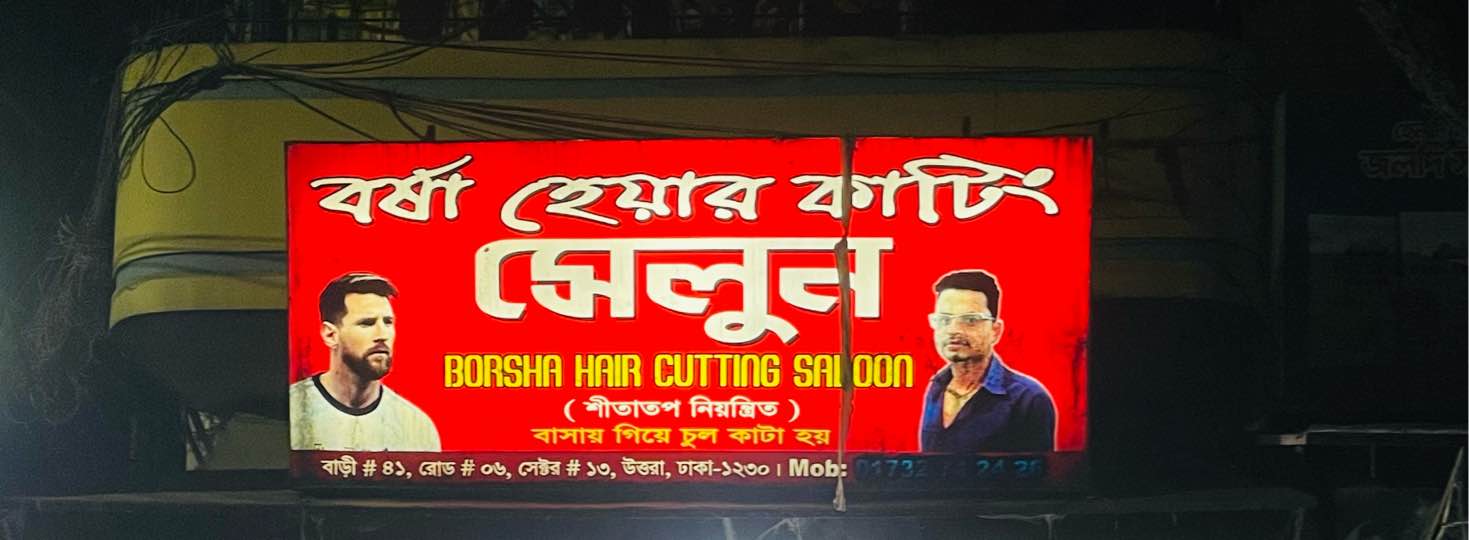 বর্ষা হেয়ার কাটিং
সেলুন
BORSHA HAIR CUTTING SALOON
( শীতাতপ নিয়ন্ত্রিত )
বাসায় গিয়ে চুল কাটা হয়
বাড়ী # ৪১, রোড # ০৬, সেক্টর # ১৩, উত্তরা, ঢাকা-১২৩০। Mob: